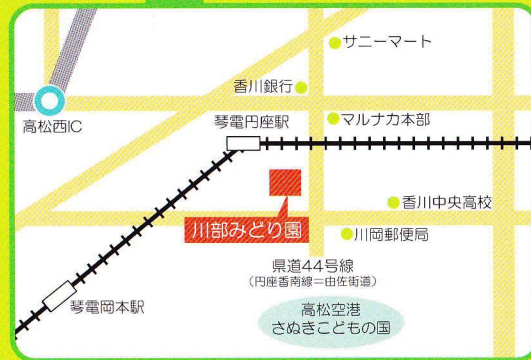 サニーマート
香川銀行
高松西IC
琴電円座駅
マルナカ本部
香川中央高校
川部みどり園
川岡郵便局
県道44号線
(円座香南線=由佐街道)
琴電岡本駅
高松空港
さぬきこどもの国